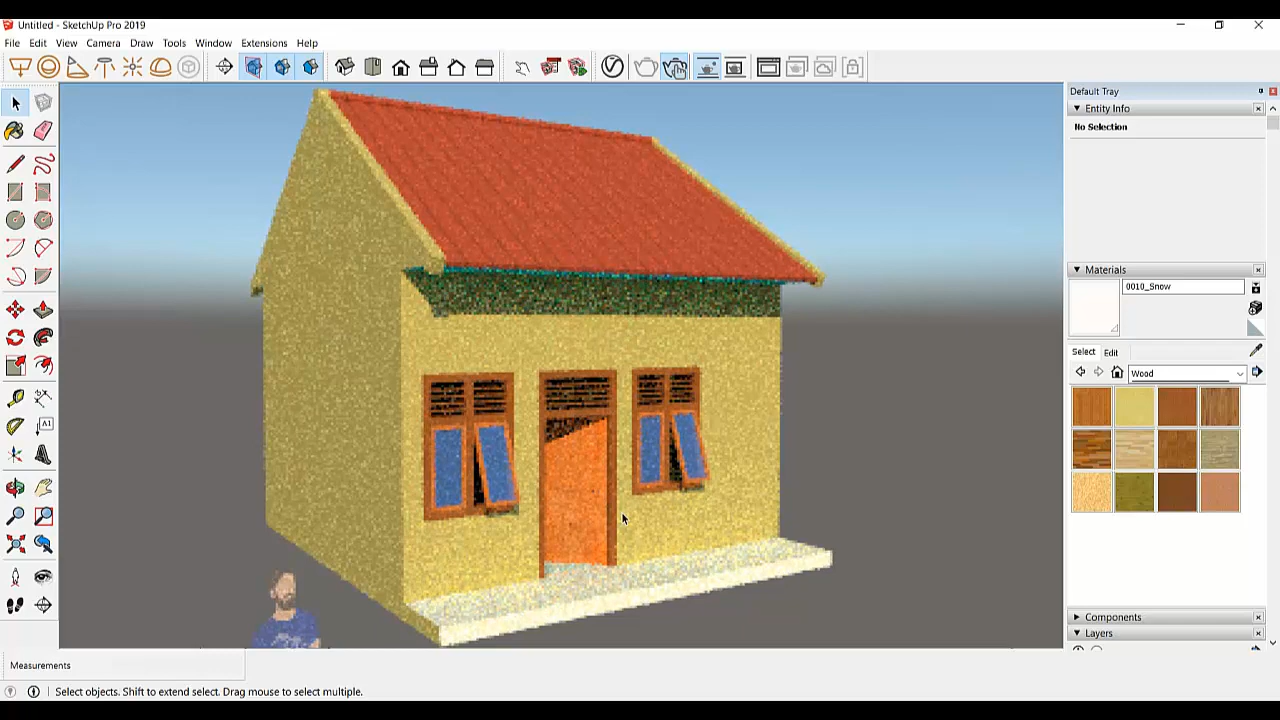 Untitled - SketchUp Pro 2019
File Edit View Camera Draw Tools Window Extensions Help
Default Tray
Entity Info
No Selection
Materials
0010_Snow
Select Edit
Wood
A1
Components
Layers
Measurements
Select objects. Shift to extend select. Drag mouse to select multiple.